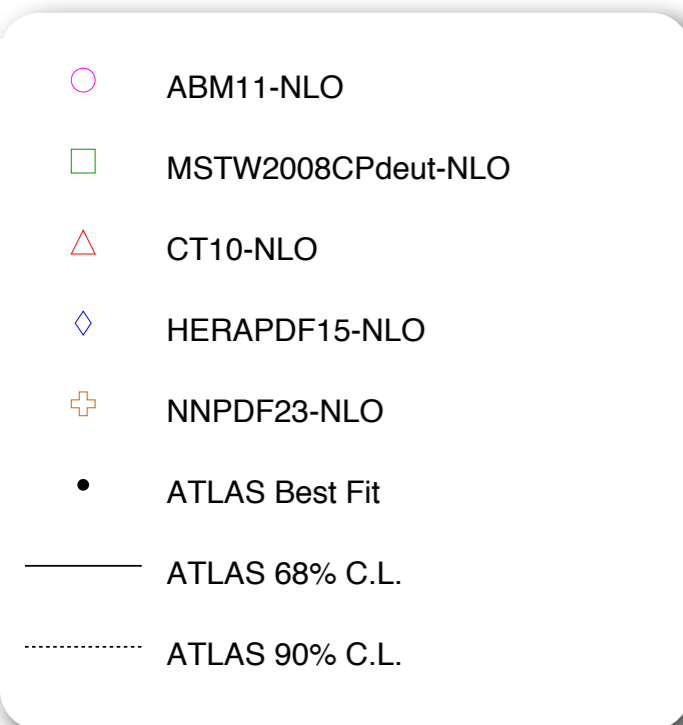 ABM11-NLO
MSTW2008CPdeut-NLO
CT10-NLO
HERAPDF15-NLO
NNPDF23-NLO
ATLAS Best Fit
ATLAS 68% C.L.
ATLAS 90% C.L.